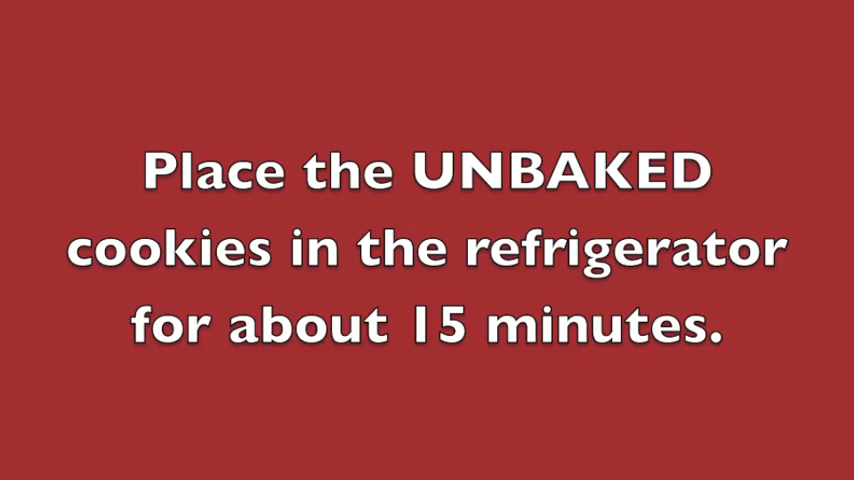 Place the UNBAKED
cookies in the refrigerator
for about 15 minutes.